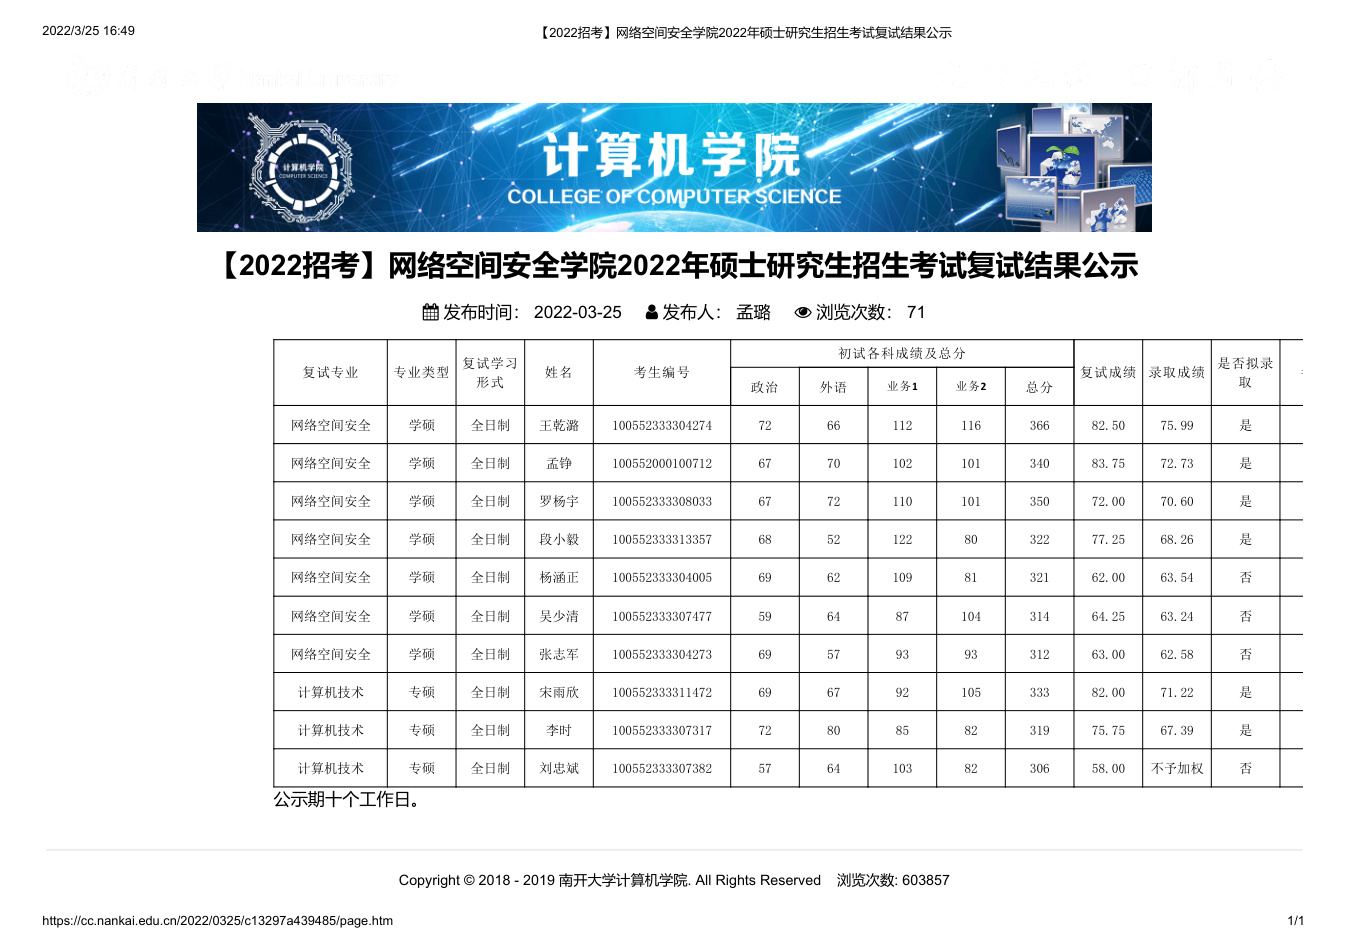 2022/3/25 16:49 【2022招考】网络空间安全学院2022年硕士研究生招生考试复试结果公示
计算机学院
COMPUTER SCIENCE
计算机学院
COLLEGE OF COMPUTER SCIENCE
【2022招考】网络空间安全学院2022年硕士研究生招生考试复试结果公示
发布时间： 2022-03-25 发布人： 孟璐 浏览次数： 71
复试专业 专业类型 复试学习形式 姓名 考生编号 初试各科成绩及总分 复试成绩 录取成绩 是否拟录取
政治 外语 业务1 业务2 总分
网络空间安全 学硕 全日制 王乾潞 100552333304274 72 66 112 116 366 82.50 75.99 是
网络空间安全 学硕 全日制 孟铮 100552000100712 67 70 102 101 340 83.75 72.73 是
网络空间安全 学硕 全日制 罗杨宇 100552333308033 67 72 110 101 350 72.00 70.60 是
网络空间安全 学硕 全日制 段小毅 100552333313357 68 52 122 80 322 77.25 68.26 是
网络空间安全 学硕 全日制 杨涵正 100552333304005 69 62 109 81 321 62.00 63.54 否
网络空间安全 学硕 全日制 吴少清 100552333307477 59 64 87 104 314 64.25 63.24 否
网络空间安全 学硕 全日制 张志军 100552333304273 69 57 93 93 312 63.00 62.58 否
计算机技术 专硕 全日制 宋雨欣 100552333311472 69 67 92 105 333 82.00 71.22 是
计算机技术 专硕 全日制 李时 100552333307317 72 80 85 82 319 75.75 67.39 是
计算机技术 专硕 全日制 刘忠斌 100552333307382 57 64 103 82 306 58.00 不予加权 否
公示期十个工作日。
Copyright © 2018 - 2019 南开大学计算机学院. All Rights Reserved 浏览次数: 603857
https://cc.nankai.edu.cn/2022/0325/c13297a439485/page.htm 1/1